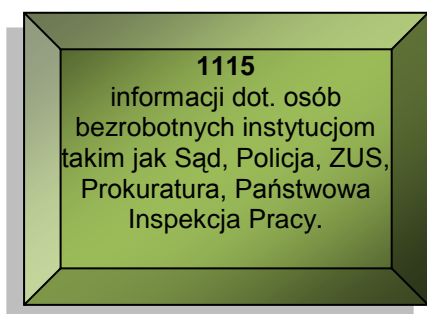 1115
informacji dot. osób
bezrobotnych instytucjom
takim jak Sąd, Policja, ZUS,
Prokuratura, Państwowa
Inspekcja Pracy.